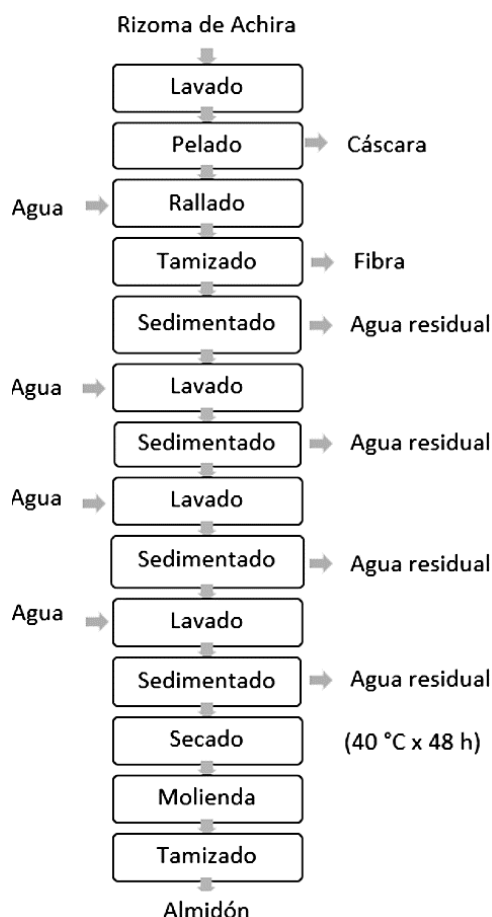 Rizoma de Achira
Lavado
Pelado Cáscara
Agua Rallado
Tamizado Fibra
Sedimentado Agua residual
Agua Lavado
Sedimentado Agua residual
Agua Lavado
Sedimentado Agua residual
Agua Lavado
Sedimentado Agua residual
Secado (40 °C x 48 h)
Molienda
Tamizado
Almidón